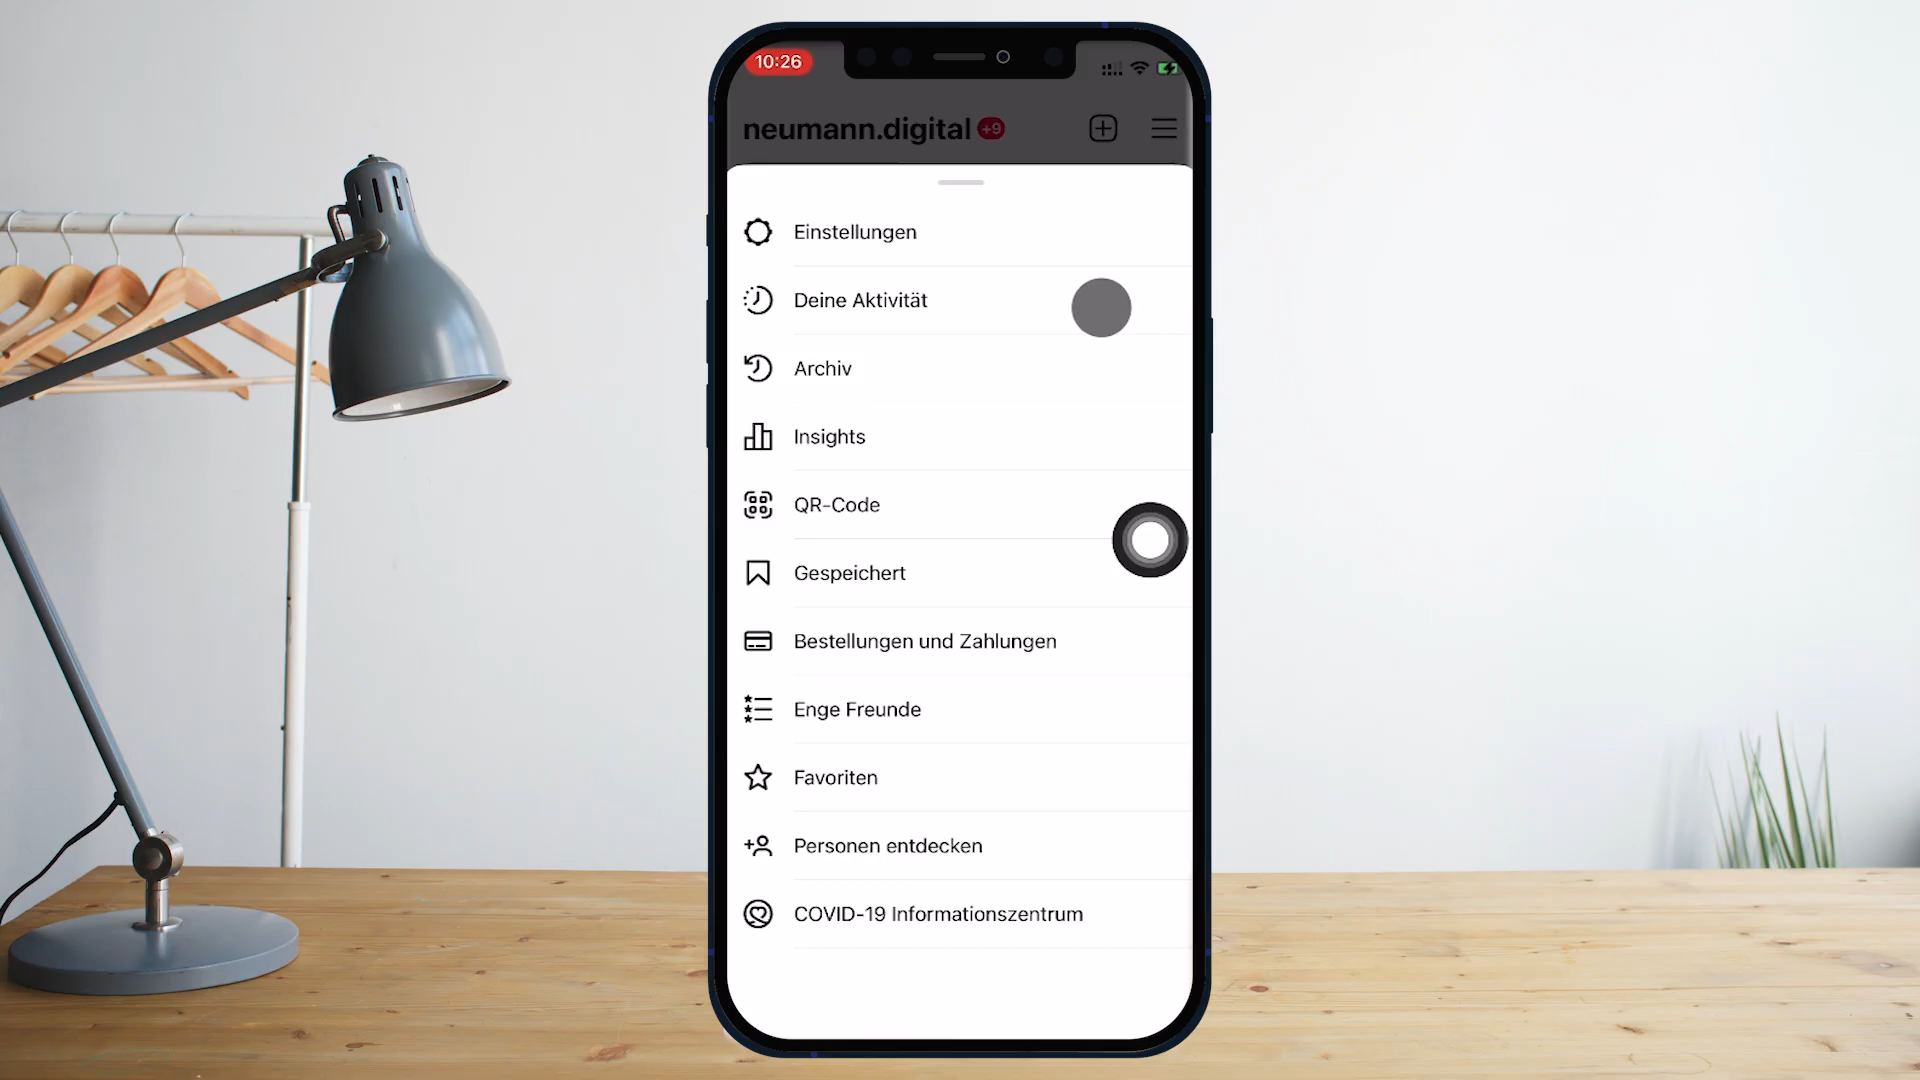 10:26
neumann.digital +9
Einstellungen
Deine Aktivität
Archiv
Insights
QR-Code
Gespeichert
Bestellungen und Zahlungen
Enge Freunde
Favoriten
Personen entdecken
COVID-19 Informationszentrum